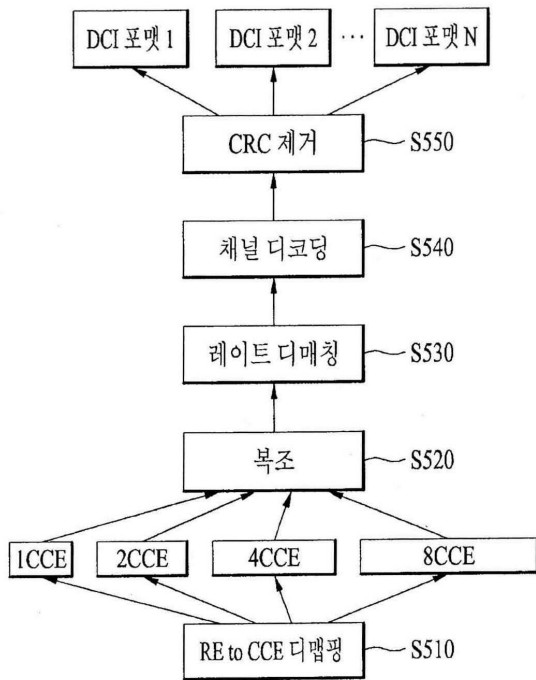 DCI 포맷 1
DCI 포맷 2
...
DCI 포맷 N
CRC 제거
S550
채널 디코딩
S540
레이트 디매칭
S530
복조
S520
1CCE
2CCE
4CCE
8CCE
RE to CCE 디맵핑
S510